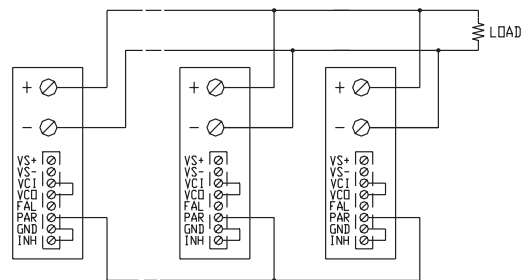 LOAD
+
-
VS+
VS-
VCI
VCO
FAL
PAR
GND
INH
+
-
VS+
VS-
VCI
VCO
FAL
PAR
GND
INH
+
-
VS+
VS-
VCI
VCO
FAL
PAR
GND
INH